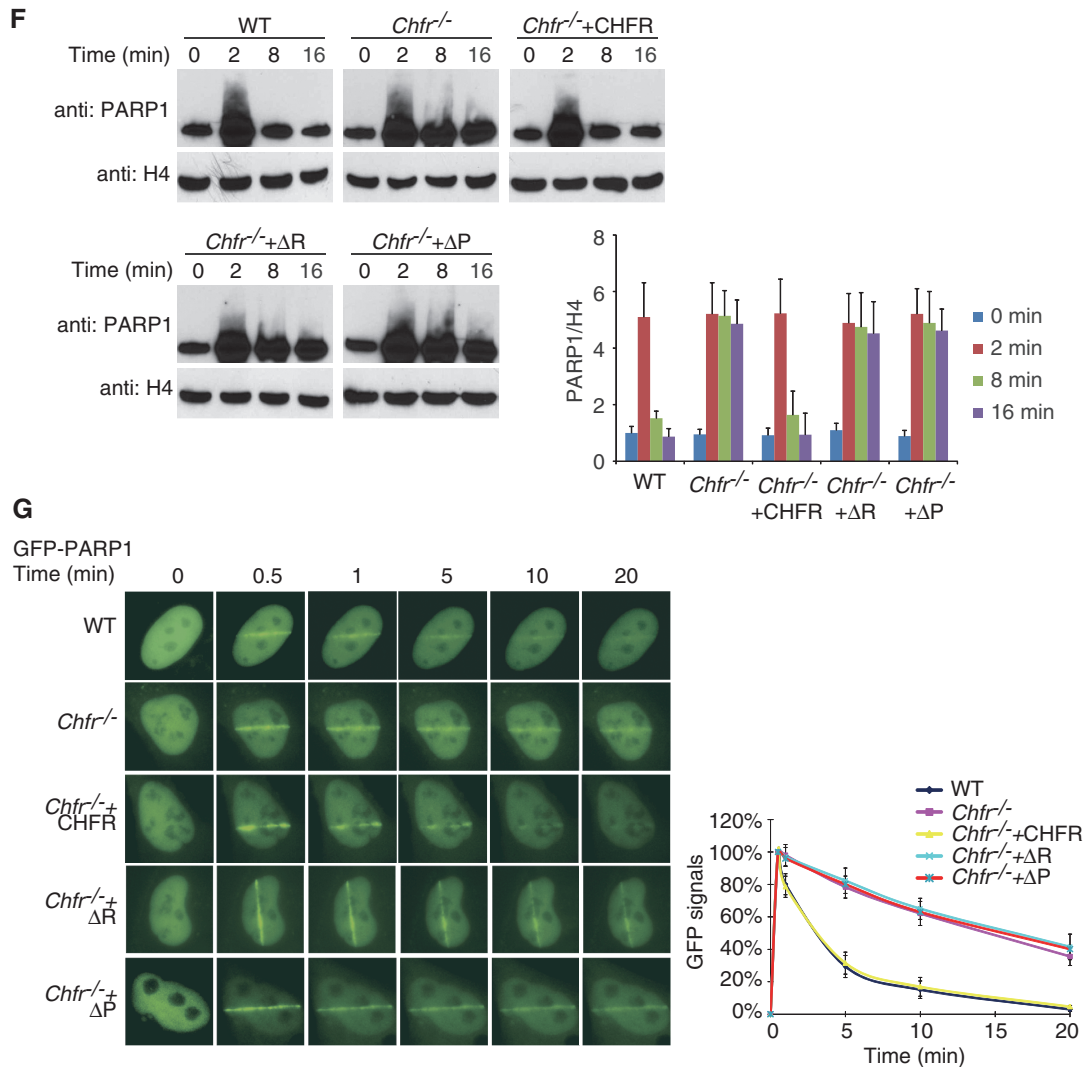 F
WT
Chfr-/-
Chfr-/-+CHFR
Time (min) 0 2 8 16 0 2 8 16 0 2 8 16
anti: PARP1
anti: H4
Chfr-/-+ΔR
Chfr-/-+ΔP
Time (min) 0 2 8 16 0 2 8 16
anti: PARP1
anti: H4
PARP1/H4
8
6
4
2
0
WT
Chfr-/-
Chfr-/-
+CHFR
Chfr-/-
+ΔR
Chfr-/-
+ΔP
0 min
2 min
8 min
16 min
G
GFP-PARP1
Time (min) 0 0.5 1 5 10 20
WT
Chfr-/-
Chfr-/-+
CHFR
Chfr-/-+
ΔR
Chfr-/-+
ΔP
WT
Chfr-/-
Chfr-/-+CHFR
Chfr-/-+ΔR
Chfr-/-+ΔP
GFP signals
120%
100%
80%
60%
40%
20%
0%
0 5 10 15 20
Time (min)